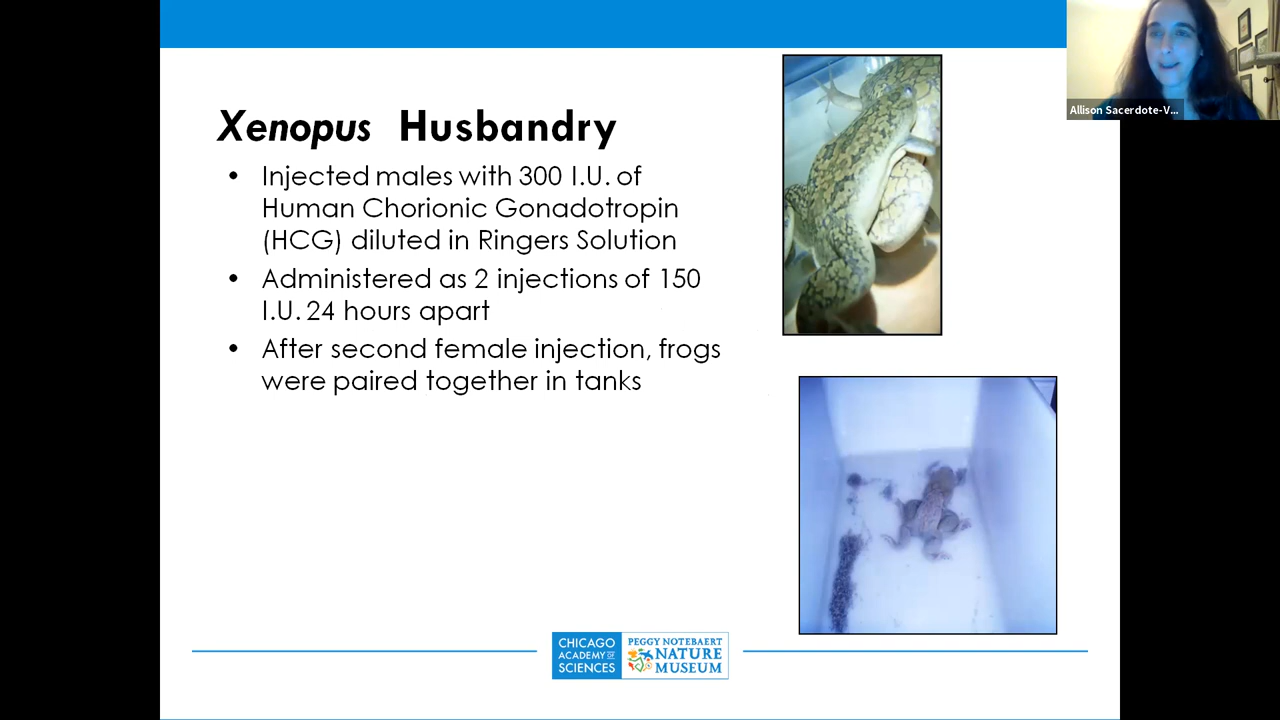 Allison Sacerdote-V...
Xenopus Husbandry
• Injected males with 300 I.U. of
Human Chorionic Gonadotropin
(HCG) diluted in Ringers Solution
• Administered as 2 injections of 150
I.U. 24 hours apart
• After second female injection, frogs
were paired together in tanks
CHICAGO
ACADEMY OF
SCIENCES
PEGGY NOTEBAERT
NATURE
MUSEUM